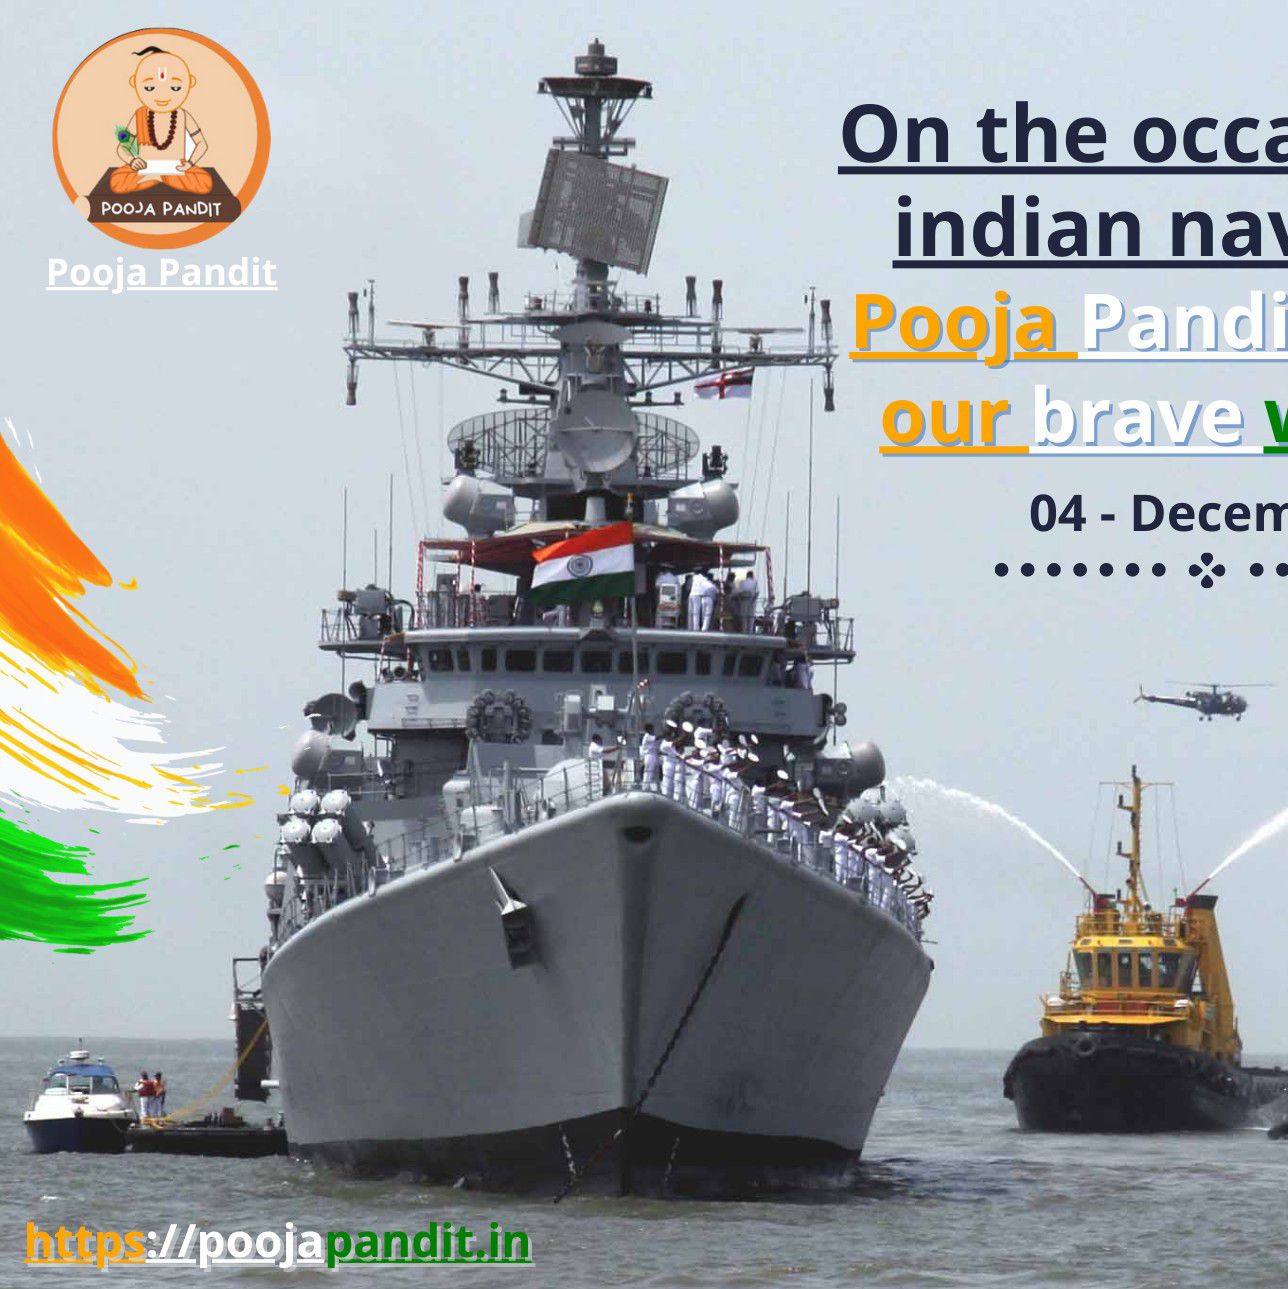 POOJA PANDIT
Pooja Pandit
On the occa
indian nav
Pooja Pandi
our brave
04 - Decem
https://poojapandit.in